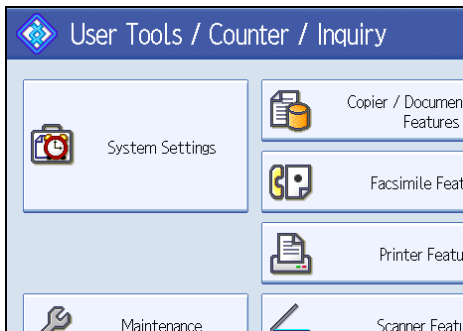 User Tools / Counter / Inquiry
System Settings
Copier / Documen
Features
Facsimile Feat
Printer Featu
Maintenance
Scanner Featu